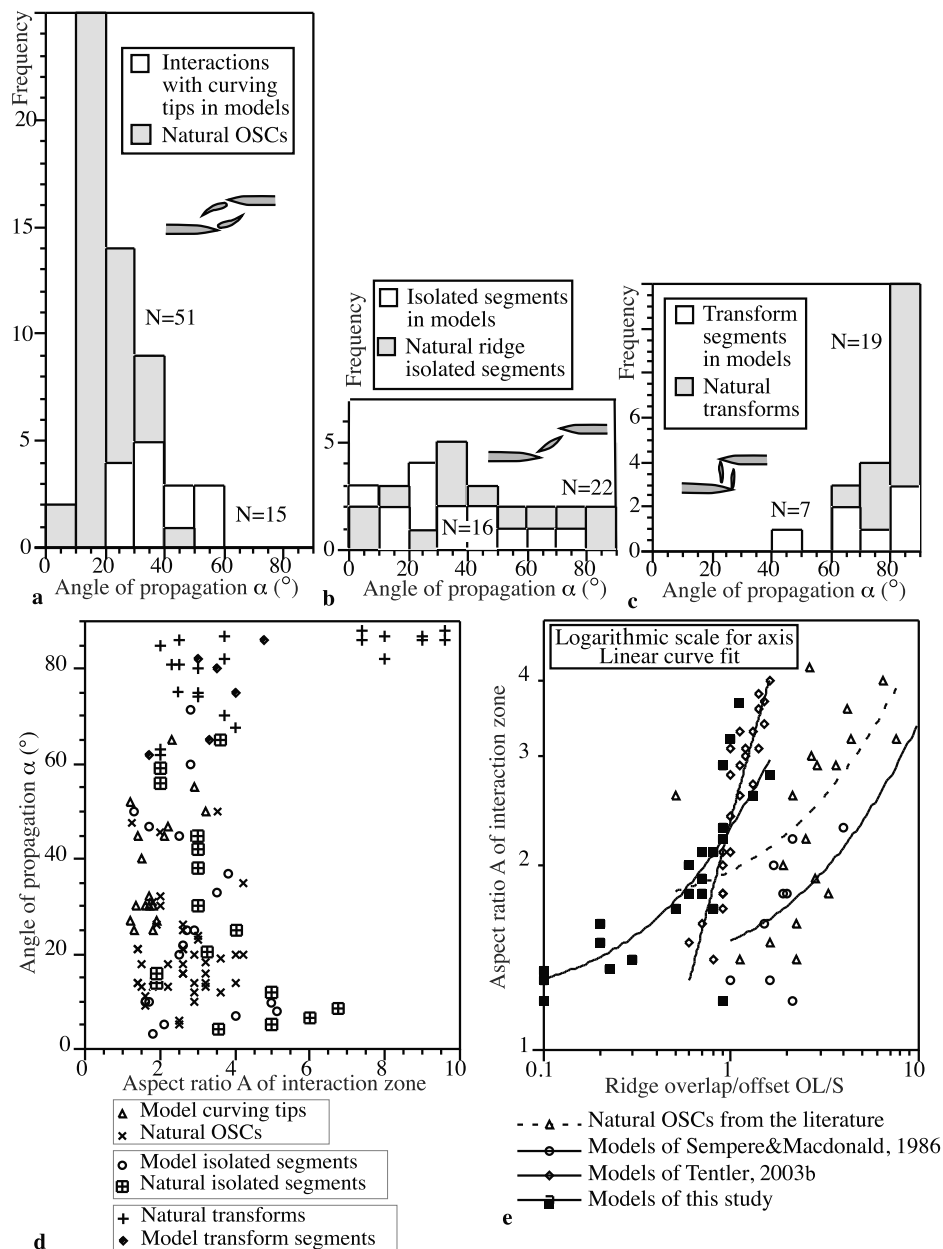 Frequency
20
15
10
5
0
Interactions
with curving
tips in models
Natural OSCs
N=51
N=15
0
20
40
60
80
Angle of propagation α (°)
a
Frequency
5
0
Isolated segments
in models
Natural ridge
isolated segments
N=22
N=16
0
20
40
60
80
Angle of propagation α (°)
b
Frequency
8
6
4
2
0
Transform
segments
in models
Natural
transforms
N=19
N=7
0
20
40
60
80
Angle of propagation α (°)
c
Angle of propagation α (°)
80
60
40
20
0
0
2
4
6
8
10
Aspect ratio A of interaction zone
Model curving tips
Natural OSCs
Model isolated segments
Natural isolated segments
Natural transforms
Model transform segments
d
Logarithmic scale for axis
Linear curve fit
Aspect ratio A of interaction zone
4
3
2
1
0.1
1
10
Ridge overlap/offset OL/S
Natural OSCs from the literature
Models of Sempere&Macdonald, 1986
Models of Tentler, 2003b
Models of this study
e